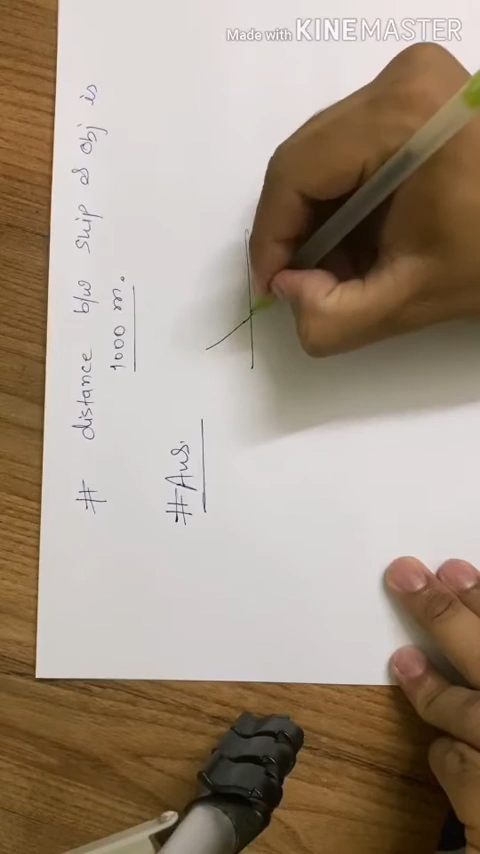 Made with KINEMASTER
# distance b/w ship & obj is
1000 m.
# Ans.